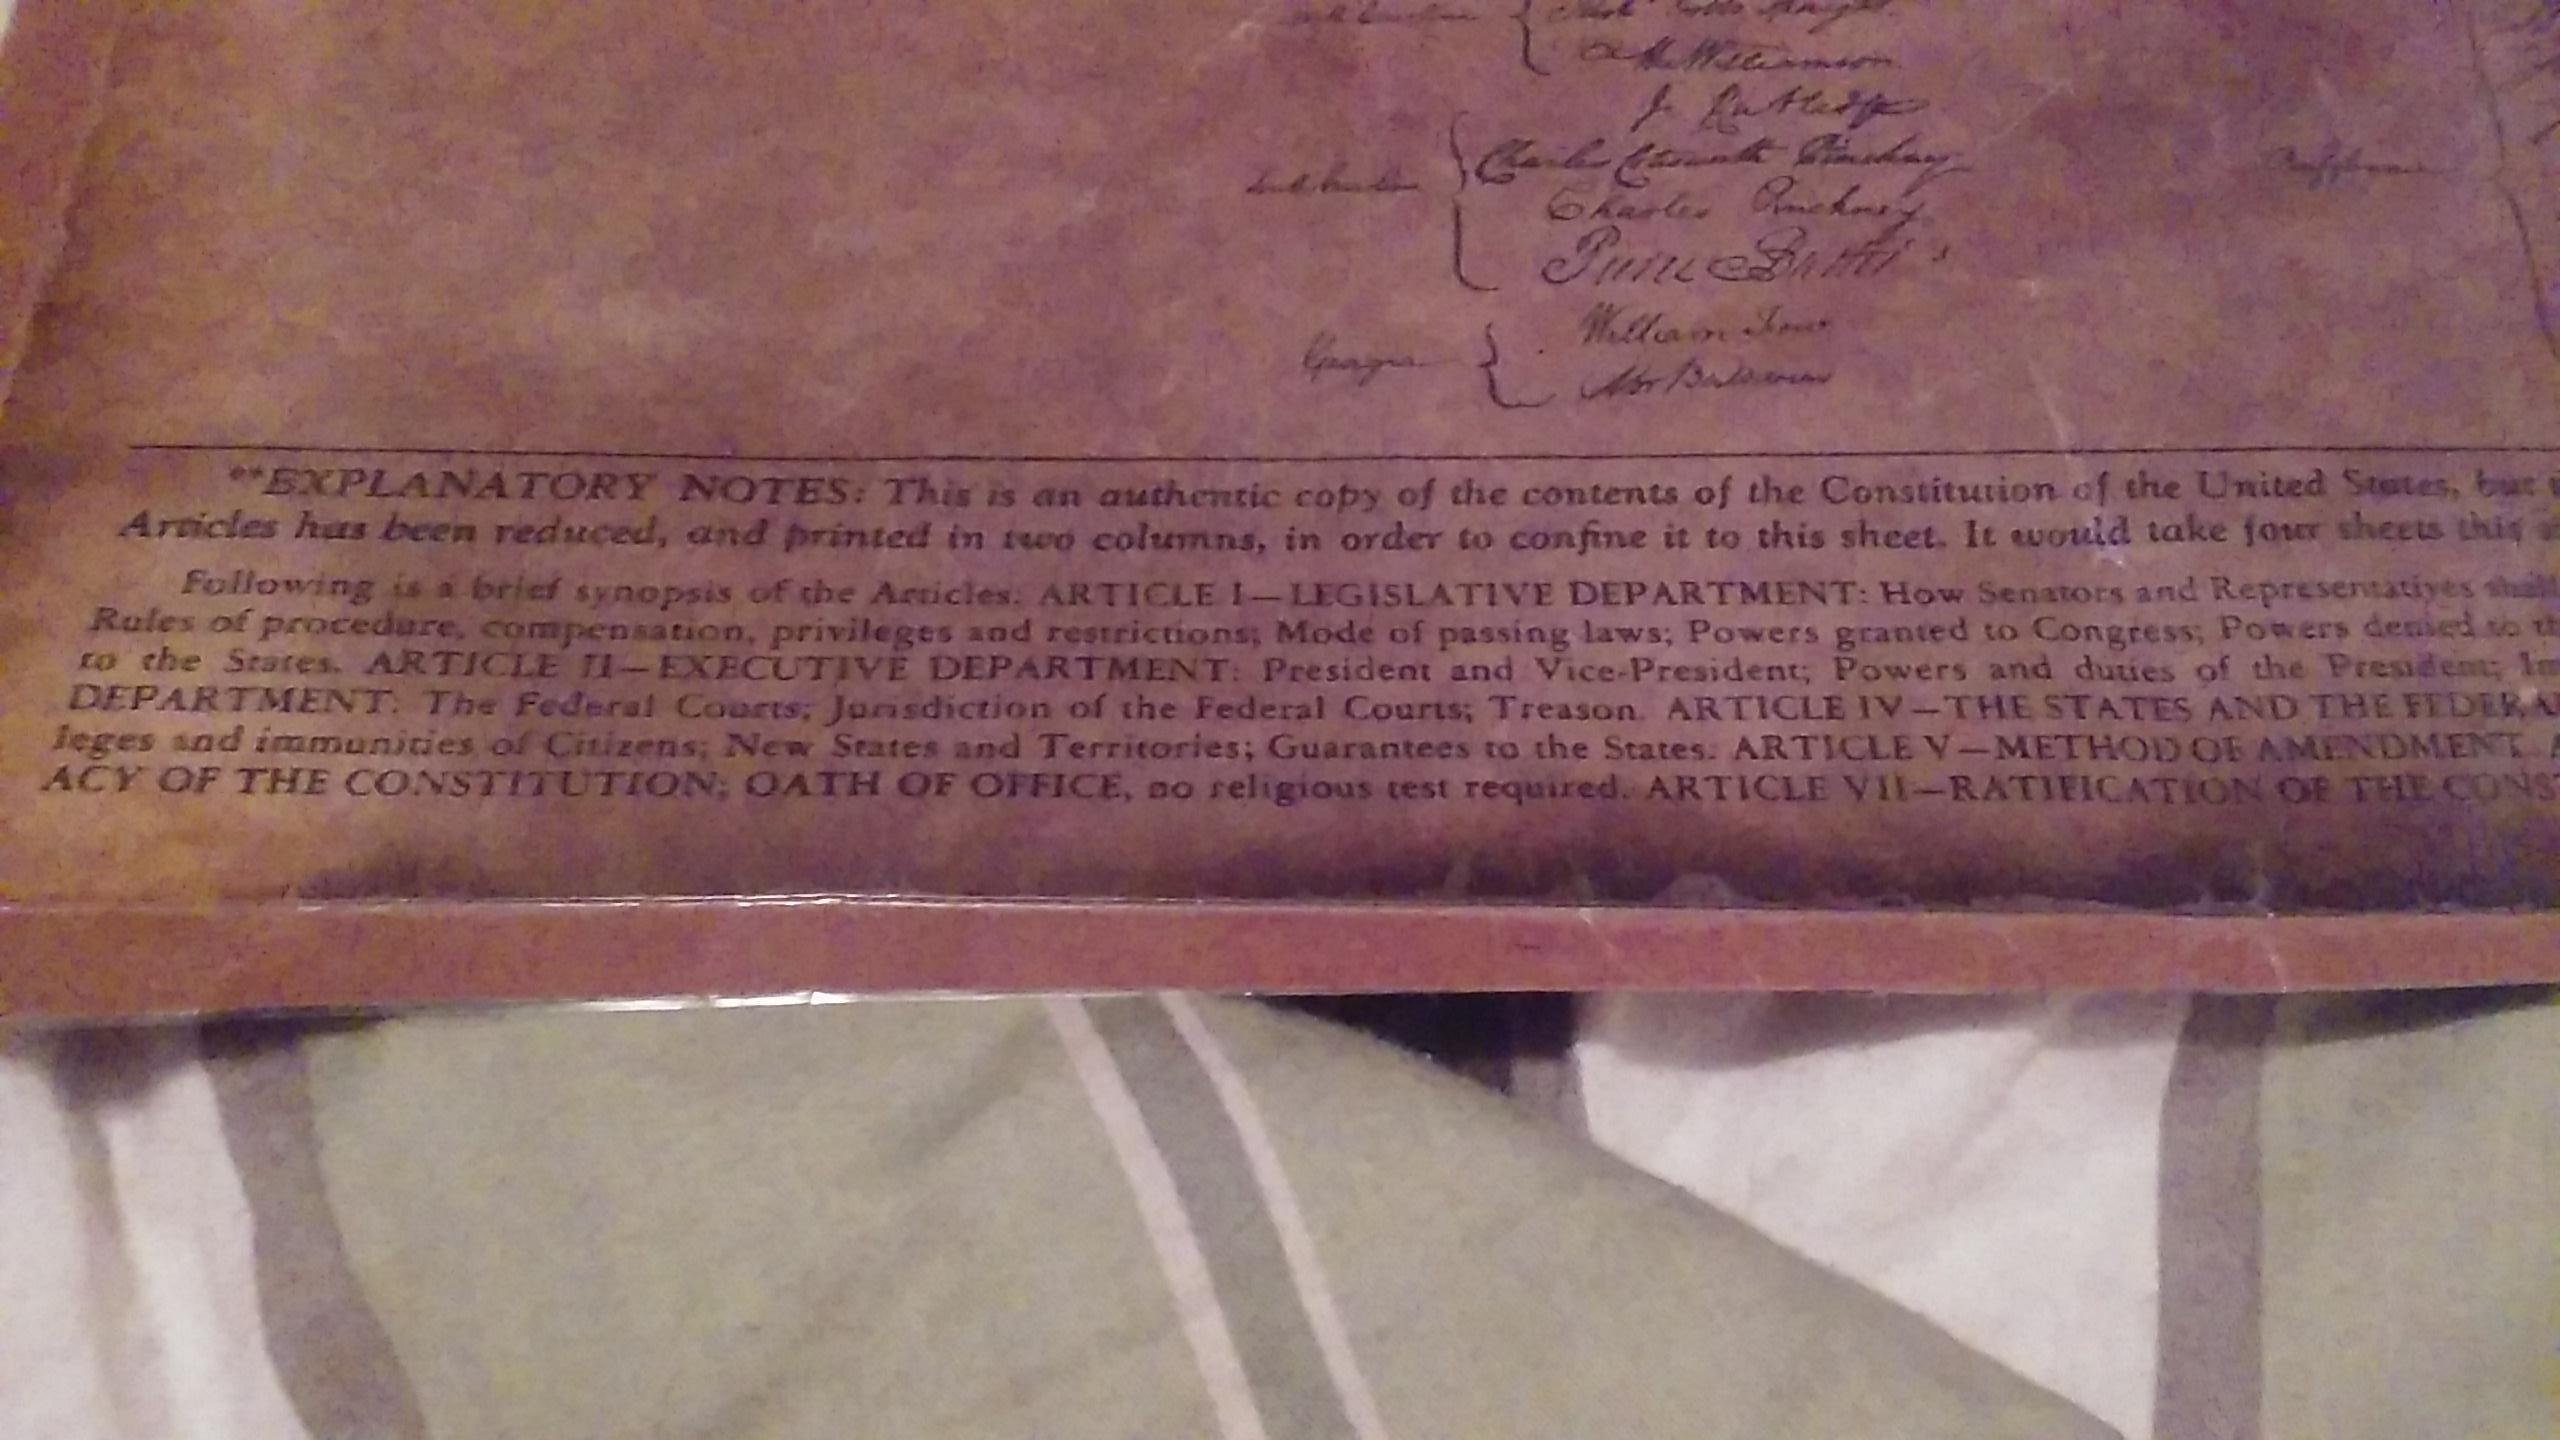 Hu Williamson
J. Rutledge
Charles Cotesworth Pinckney
Charles Pinckney
Pierce Butler
William Few
Georgia
Abr Baldwin
**EXPLANATORY NOTES: This is an authentic copy of the contents of the Constitution of the United States, but
Articles has been reduced, and printed in two columns, in order to confine it to this sheet. It would take four sheets this
Following is a brief synopsis of the Articles. ARTICLE I—LEGISLATIVE DEPARTMENT: How Senators and Representatives shall
Rules of procedure, compensation, privileges and restrictions; Mode of passing laws; Powers granted to Congress; Powers denied to
to the States. ARTICLE II—EXECUTIVE DEPARTMENT: President and Vice-President; Powers and duties of the President;
DEPARTMENT: The Federal Courts; Jurisdiction of the Federal Courts; Treason. ARTICLE IV—THE STATES AND THE FEDERA
leges and immunities of Citizens; New States and Territories; Guarantees to the States. ARTICLE V—METHOD OF AMENDMENT.
ACY OF THE CONSTITUTION; OATH OF OFFICE, no religious test required. ARTICLE VII—RATIFICATION OF THE CONS